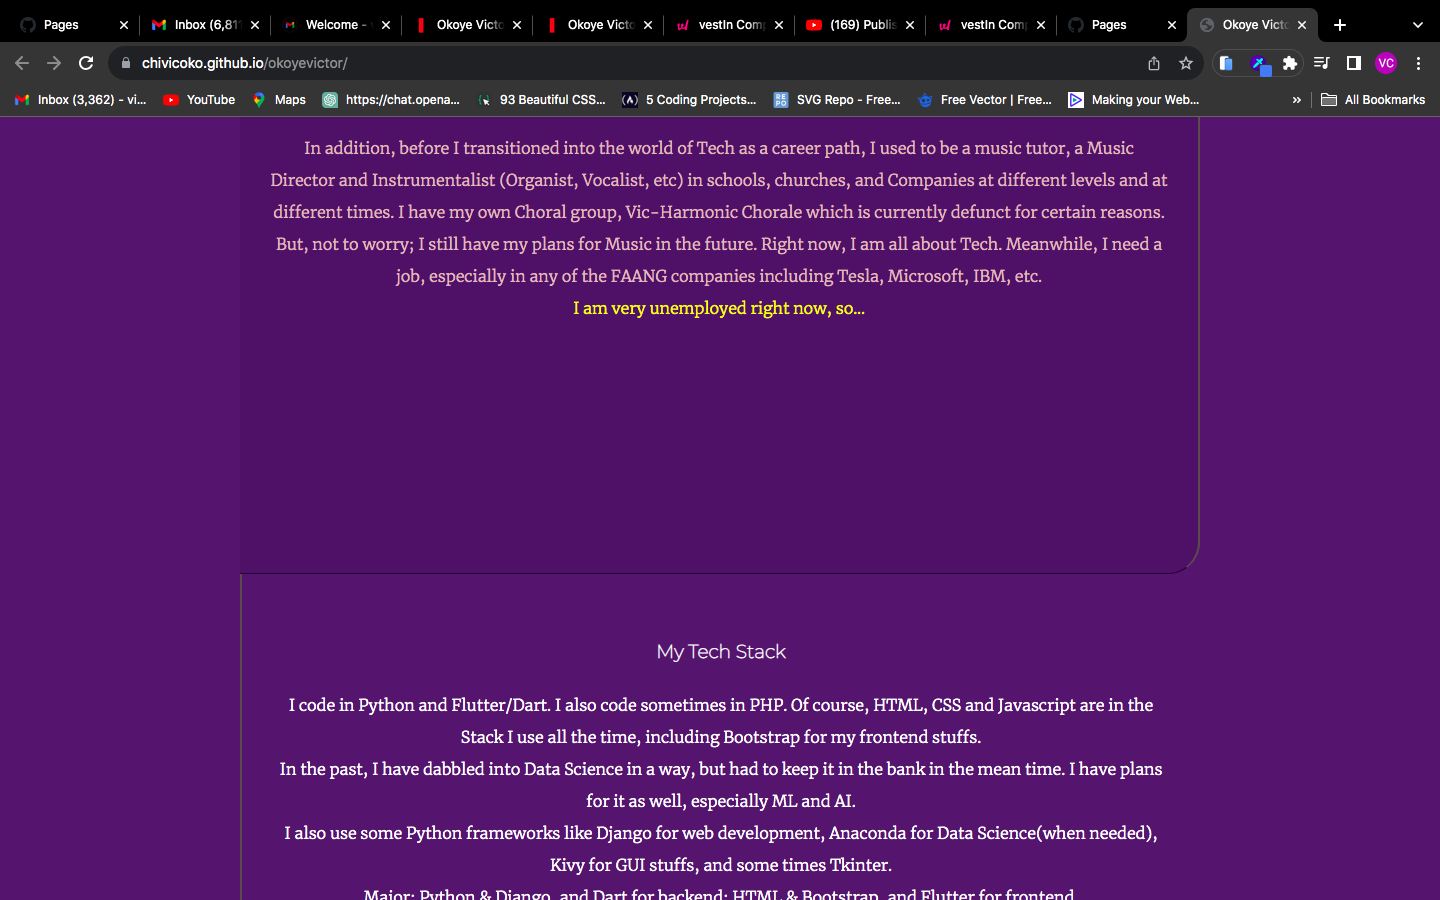 Pages
Inbox (6,811
Welcome -
Okoye Victo
Okoye Victo
vestIn Comp
(169) Publis
vestIn Comp
Pages
Okoye Victo
chivicoko.github.io/okoyevictor/
VC
Inbox (3,362) - vi...
YouTube
Maps
https://chat.opena...
93 Beautiful CSS...
5 Coding Projects...
SVG Repo - Free...
Free Vector | Free...
Making your Web...
»
All Bookmarks
In addition, before I transitioned into the world of Tech as a career path, I used to be a music tutor, a Music
Director and Instrumentalist (Organist, Vocalist, etc) in schools, churches, and Companies at different levels and at
different times. I have my own Choral group, Vic-Harmonic Chorale which is currently defunct for certain reasons.
But, not to worry; I still have my plans for Music in the future. Right now, I am all about Tech. Meanwhile, I need a
job, especially in any of the FAANG companies including Tesla, Microsoft, IBM, etc.
I am very unemployed right now, so...
My Tech Stack
I code in Python and Flutter/Dart. I also code sometimes in PHP. Of course, HTML, CSS and Javascript are in the
Stack I use all the time, including Bootstrap for my frontend stuffs.
In the past, I have dabbled into Data Science in a way, but had to keep it in the bank in the mean time. I have plans
for it as well, especially ML and AI.
I also use some Python frameworks like Django for web development, Anaconda for Data Science(when needed),
Kivy for GUI stuffs, and some times Tkinter.
Major: Python & Django, and Dart for backend; HTML & Bootstrap, and Flutter for frontend